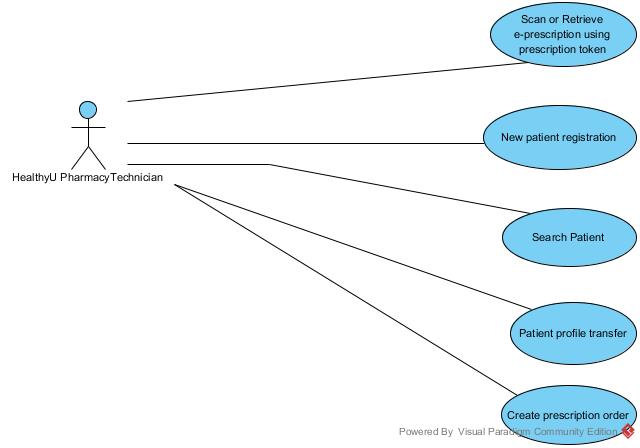 Scan or Retrieve
e-prescription using
prescription token
New patient registration
HealthyU PharmacyTechnician
Search Patient
Patient profile transfer
Create prescription order
Powered By Visual Paradigm Community Edition